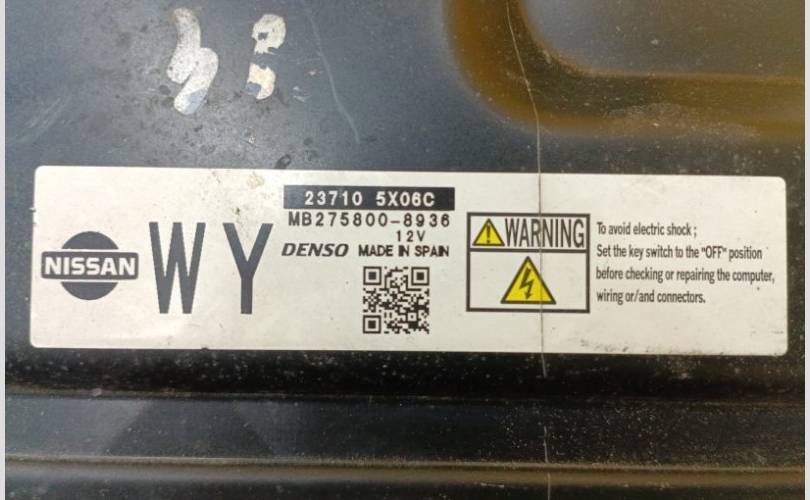 23710 5X06C
MB275800-8936
12V
DENSO MADE IN SPAIN
NISSAN
WY
WARNING
To avoid electric shock ;
Set the key switch to the "OFF" position
before checking or repairing the computer,
wiring or/and connectors.